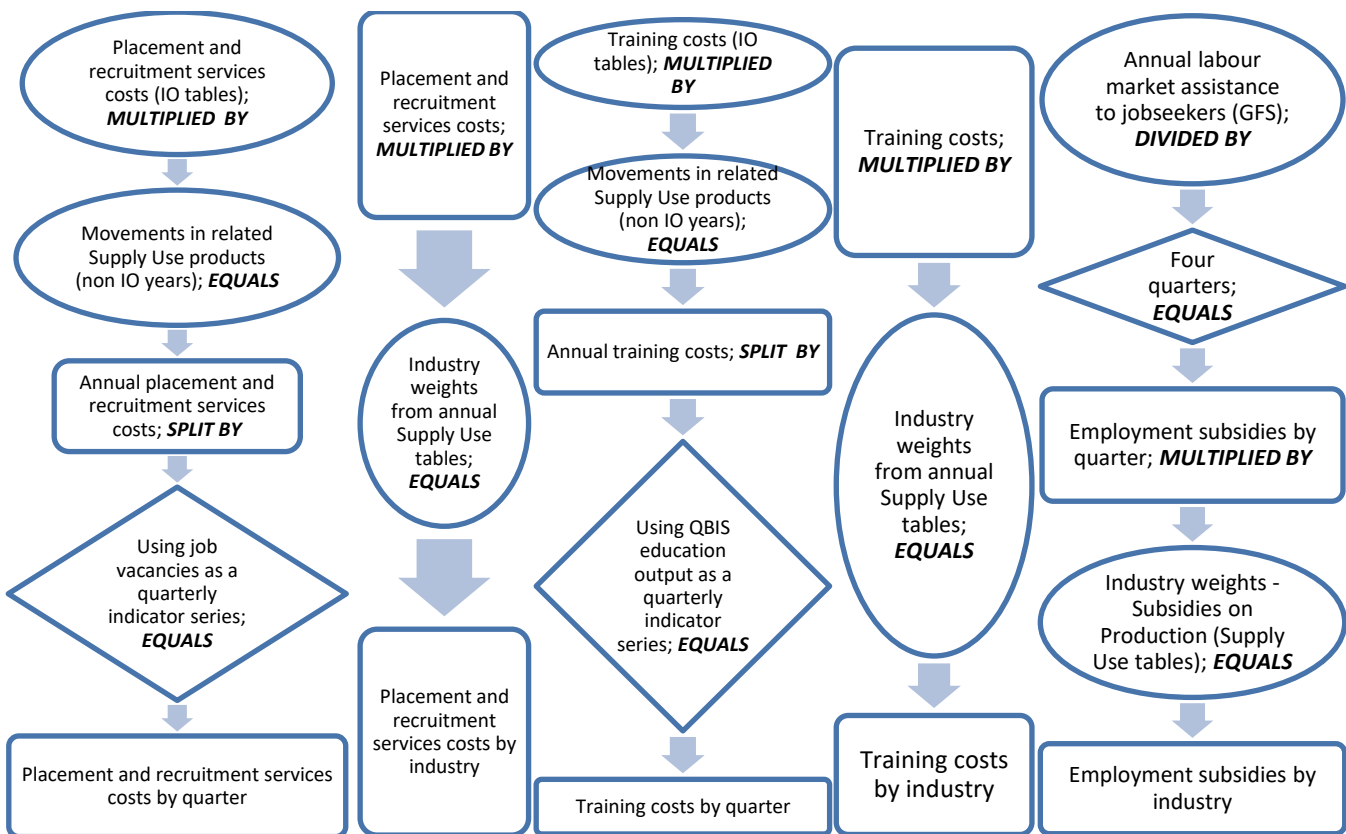 Placement and
recruitment services
costs (IO tables);
MULTIPLIED BY
Movements in related
Supply Use products
(non IO years); EQUALS
Annual placement and
recruitment services
costs; SPLIT BY
Using job
vacancies as a
quarterly
indicator series;
EQUALS
Placement and recruitment services
costs by quarter
Placement and
recruitment
services costs;
MULTIPLIED BY
Industry
weights
from annual
Supply Use
tables;
EQUALS
Placement and
recruitment
services costs by
industry
Training costs (IO
tables); MULTIPLIED
BY
Movements in related
Supply Use products
(non IO years);
EQUALS
Annual training costs; SPLIT BY
Using QBIS
education
output as a
quarterly
indicator
series; EQUALS
Training costs by quarter
Training costs;
MULTIPLIED BY
Industry
weights
from annual
Supply Use
tables;
EQUALS
Training costs
by industry
Annual labour
market assistance
to jobseekers (GFS);
DIVIDED BY
Four
quarters;
EQUALS
Employment subsidies by
quarter; MULTIPLIED BY
Industry weights -
Subsidies on
Production (Supply
Use tables); EQUALS
Employment subsidies by
industry